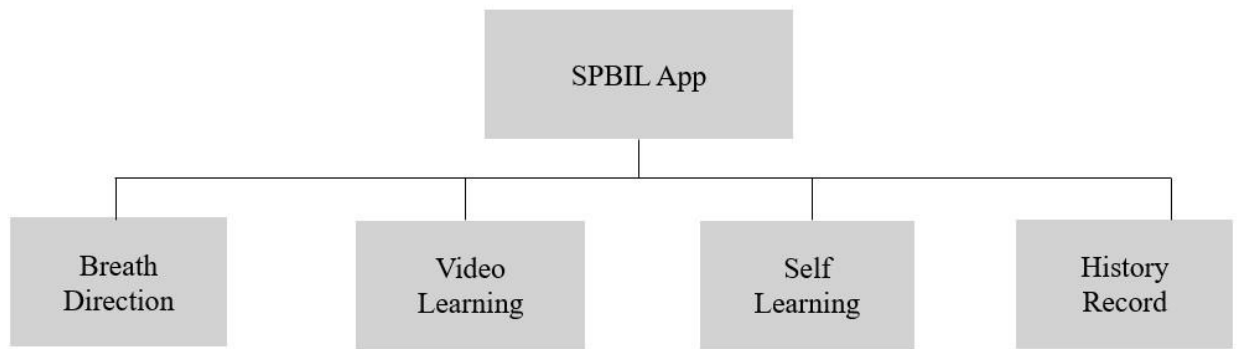 SPBIL App
Breath
Direction
Video
Learning
Self
Learning
History
Record